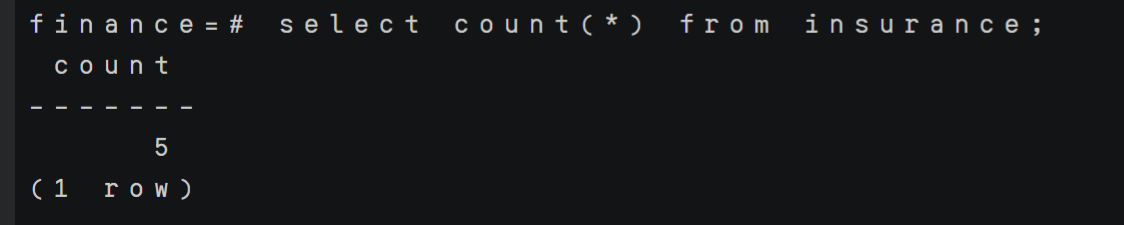 finance=# select count(*) from insurance;
 count
-------
     5
(1 row)